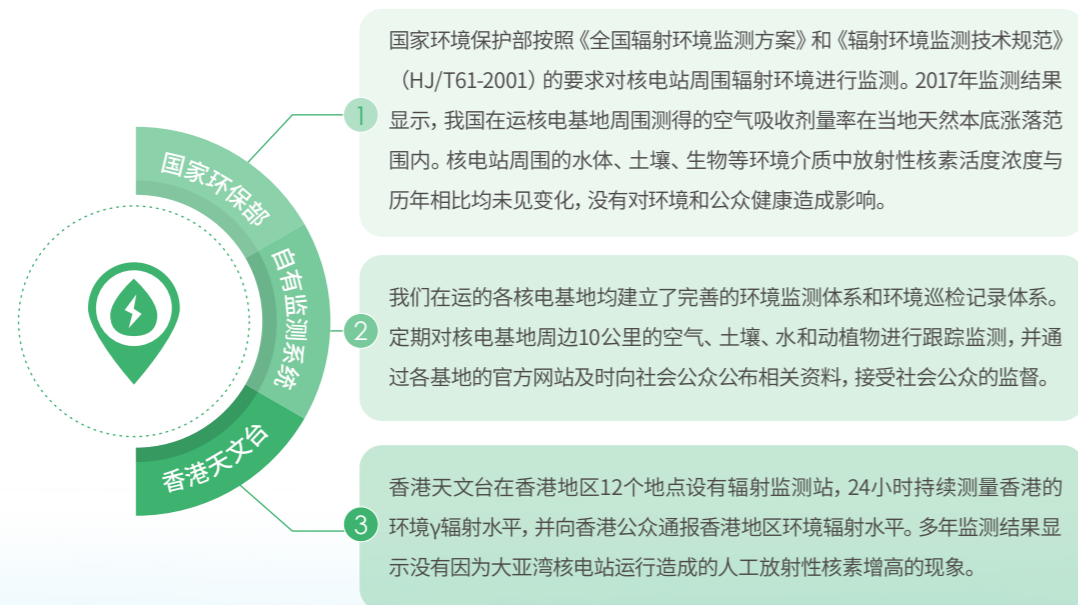 国家环保部
自有监测系统
香港天文台
1
国家环境保护部按照《全国辐射环境监测方案》和《辐射环境监测技术规范》
（HJ/T61-2001）的要求对核电站周围辐射环境进行监测。2017年监测结果
显示，我国在运核电基地周围测得的空气吸收剂量率在当地天然本底涨落范
围内。核电站周围的水体、土壤、生物等环境介质中放射性核素活度浓度与
历年相比均未见变化，没有对环境和公众健康造成影响。
2
我们在运的各核电基地均建立了完善的环境监测体系和环境巡检记录体系。
定期对核电基地周边10公里的空气、土壤、水和动植物进行跟踪监测，并通
过各基地的官方网站及时向社会公众公布相关资料，接受社会公众的监督。
3
香港天文台在香港地区12个地点设有辐射监测站，24小时持续测量香港的
环境γ辐射水平，并向香港公众通报香港地区环境辐射水平。多年监测结果显
示没有因为大亚湾核电站运行造成的人工放射性核素增高的现象。